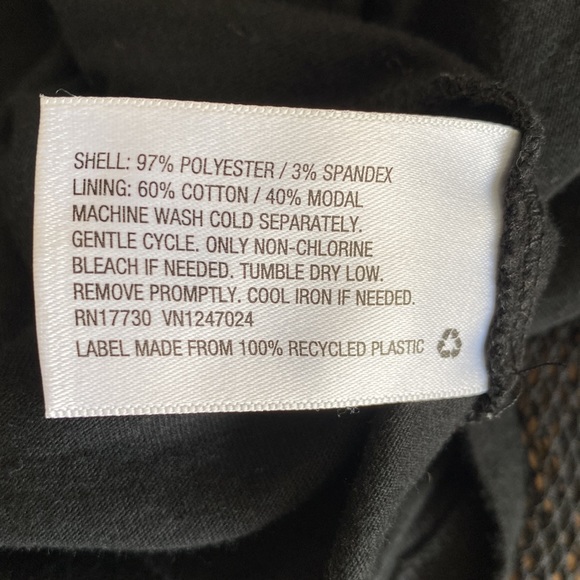 SHELL: 97% POLYESTER / 3% SPANDEX
LINING: 60% COTTON / 40% MODAL
MACHINE WASH COLD SEPARATELY.
GENTLE CYCLE. ONLY NON-CHLORINE
BLEACH IF NEEDED. TUMBLE DRY LOW.
REMOVE PROMPTLY. COOL IRON IF NEEDED.
RN17730 VN1247024
LABEL MADE FROM 100% RECYCLED PLASTIC